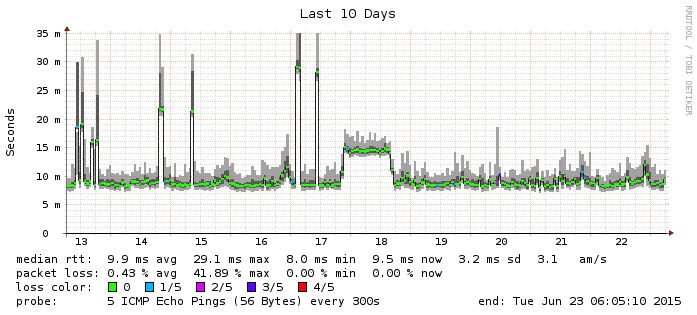 Last 10 Days
RRDTOOL / TOBI OETIKER
Seconds
35 m
30 m
25 m
20 m
15 m
10 m
5 m
0
13 14 15 16 17 18 19 20 21 22
median rtt: 9.9 ms avg 29.1 ms max 8.0 ms min 9.5 ms now 3.2 ms sd 3.1 am/s
packet loss: 0.43 % avg 41.89 % max 0.00 % min 0.00 % now
loss color: 0 1/5 2/5 3/5 4/5
probe: 5 ICMP Echo Pings (56 Bytes) every 300s end: Tue Jun 23 06:05:10 2015